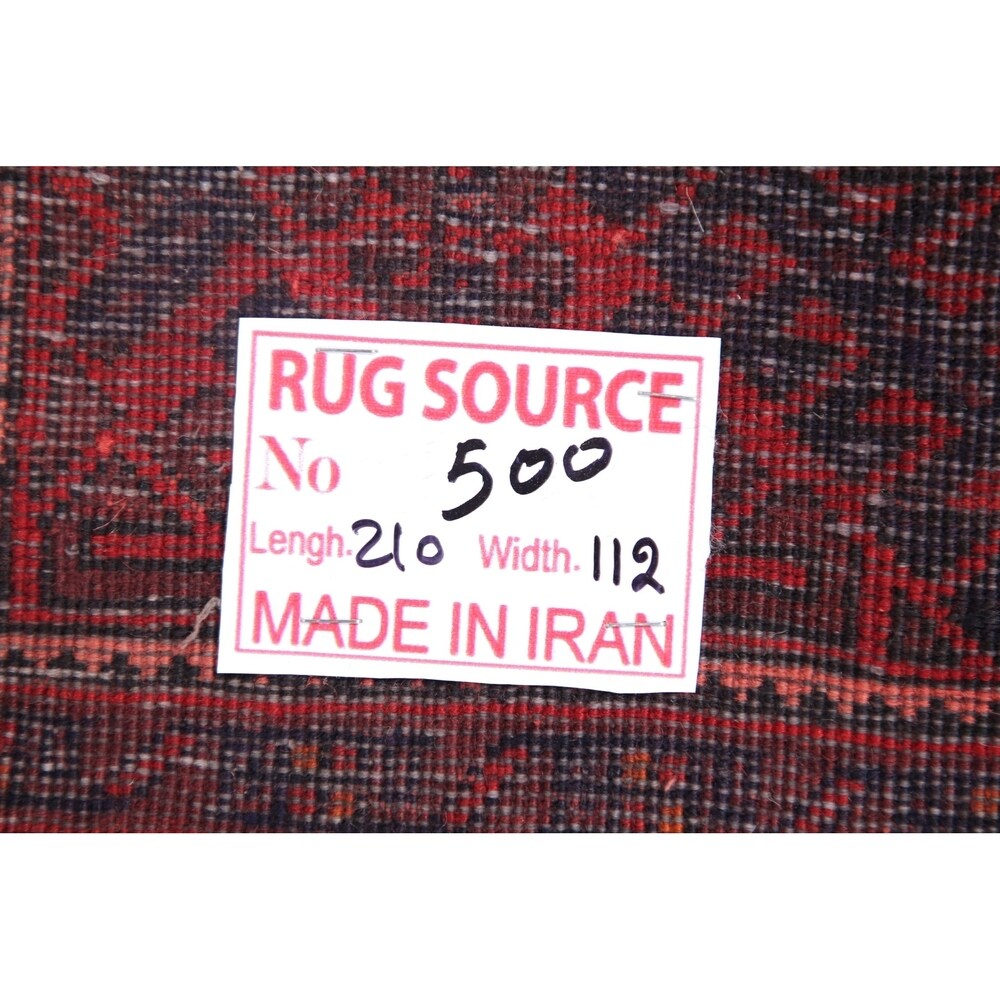 RUG SOURCE
No 500
Lengh. 210 Width. 112
MADE IN IRAN